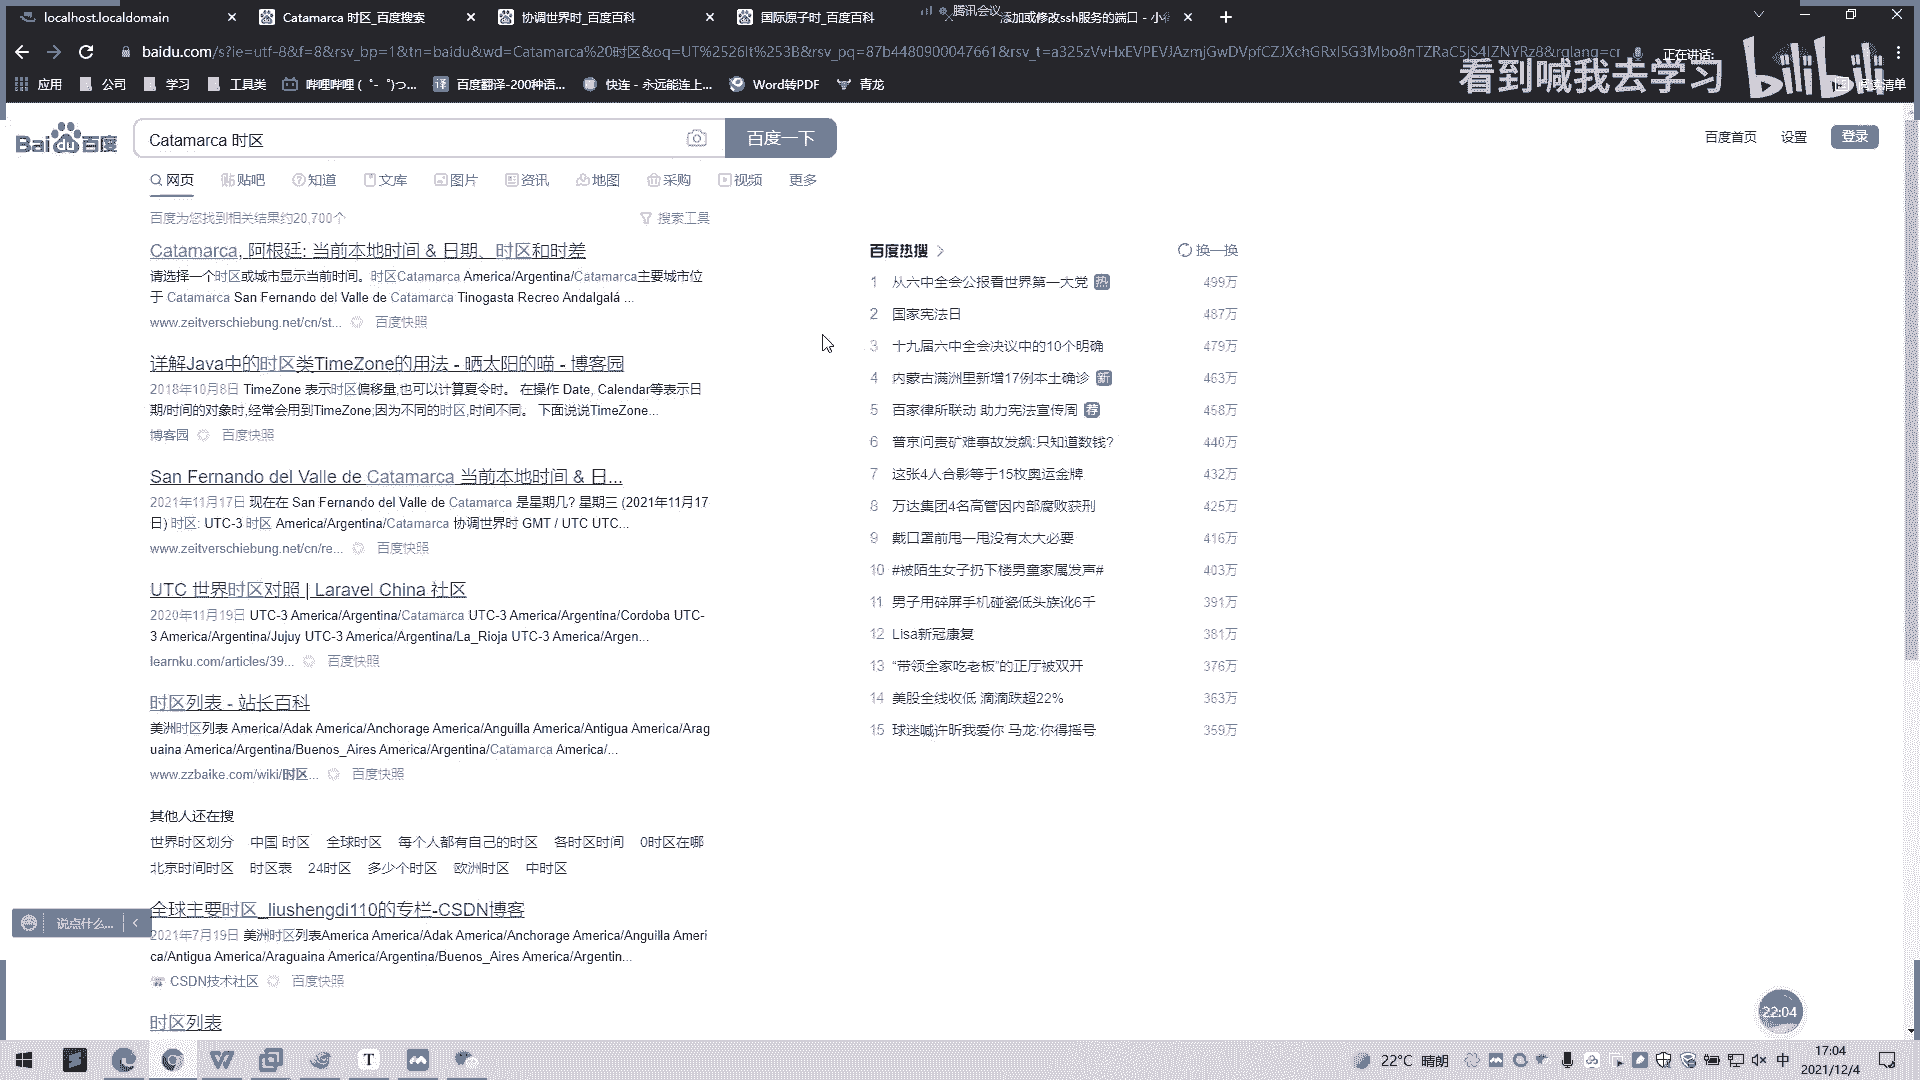 localhost.localdomain
Catamarca 时区_百度搜索
协调世界时_百度百科
国际原子时_百度百科
腾讯会议
添加或修改ssh服务的端口 - 小
baidu.com/s?ie=utf-8&f=8&rsv_bp=1&tn=baidu&wd=Catamarca%20时区&oq=UT%2526lt%253B&rsv_pq=87b4480900047661&rsv_t=a325zVvHxEVPEVJAzmjGwDVpfCZJXchGRxI5G3Mbo8nTZRaC5jS4IZNYRz8&rqlang=cr
正在讲话:
看到喊我去学习
bilibili
应用
公司
学习
工具类
哔哩哔哩 ( ゜- ゜)つ...
百度翻译-200种语...
快连 - 永远能连上...
Word转PDF
青龙
阅读清单
Bai du 百度
Catamarca 时区
百度一下
百度首页
设置
登录
网页
贴吧
知道
文库
图片
资讯
地图
采购
视频
更多
百度为您找到相关结果约20,700个
搜索工具
Catamarca, 阿根廷: 当前本地时间 & 日期、时区和时差
请选择一个时区或城市显示当前时间。时区Catamarca America/Argentina/Catamarca主要城市位
于 Catamarca San Fernando del Valle de Catamarca Tinogasta Recreo Andalgalá ...
www.zeitverschiebung.net/cn/st... 百度快照
详解Java中的时区类TimeZone的用法 - 晒太阳的喵 - 博客园
2018年10月8日 TimeZone 表示时区偏移量,也可以计算夏令时。 在操作 Date, Calendar等表示日
期/时间的对象时,经常会用到TimeZone;因为不同的时区,时间不同。 下面说说TimeZone...
博客园 百度快照
San Fernando del Valle de Catamarca 当前本地时间 & 日...
2021年11月17日 现在在 San Fernando del Valle de Catamarca 是星期几? 星期三 (2021年11月17
日) 时区: UTC-3 时区 America/Argentina/Catamarca 协调世界时 GMT / UTC UTC...
www.zeitverschiebung.net/cn/re... 百度快照
UTC 世界时区对照 | Laravel China 社区
2020年11月19日 UTC-3 America/Argentina/Catamarca UTC-3 America/Argentina/Cordoba UTC-
3 America/Argentina/Jujuy UTC-3 America/Argentina/La_Rioja UTC-3 America/Argen...
learnku.com/articles/39... 百度快照
时区列表 - 站长百科
美洲时区列表 America/Adak America/Anchorage America/Anguilla America/Antigua America/Arag
uaina America/Argentina/Buenos_Aires America/Argentina/Catamarca America/...
www.zzbaike.com/wiki/时区... 百度快照
其他人还在搜
世界时区划分 中国 时区 全球时区 每个人都有自己的时区 各时区时间 0时区在哪
北京时间时区 时区表 24时区 多少个时区 欧洲时区 中时区
全球主要时区_liushengdi110的专栏-CSDN博客
2021年7月19日 美洲时区列表America America/Adak America/Anchorage America/Anguilla Ameri
ca/Antigua America/Araguaina America/Argentina/Buenos_Aires America/Argentin...
CSDN技术社区 百度快照
时区列表
百度热搜
换一换
1 从六中全会公报看世界第一大党 热 499万
2 国家宪法日 487万
3 十九届六中全会决议中的10个明确 479万
4 内蒙古满洲里新增17例本土确诊 新 463万
5 百家律所联动 助力宪法宣传周 荐 458万
6 普京问责矿难事故发飙:只知道数钱? 440万
7 这张4人合影等于15枚奥运金牌 432万
8 万达集团4名高管因内部腐败获刑 425万
9 戴口罩前甩一甩没有太大必要 416万
10 #被陌生女子扔下楼男童家属发声# 403万
11 男子用碎屏手机碰瓷低头族讹6千 391万
12 Lisa新冠康复 381万
13 “带领全家吃老板”的正厅被双开 376万
14 美股全线收低 滴滴跌超22% 363万
15 球迷喊许昕我爱你 马龙:你得摇号 359万
说点什么...
22:04
22°C 晴朗
中
17:04
2021/12/4